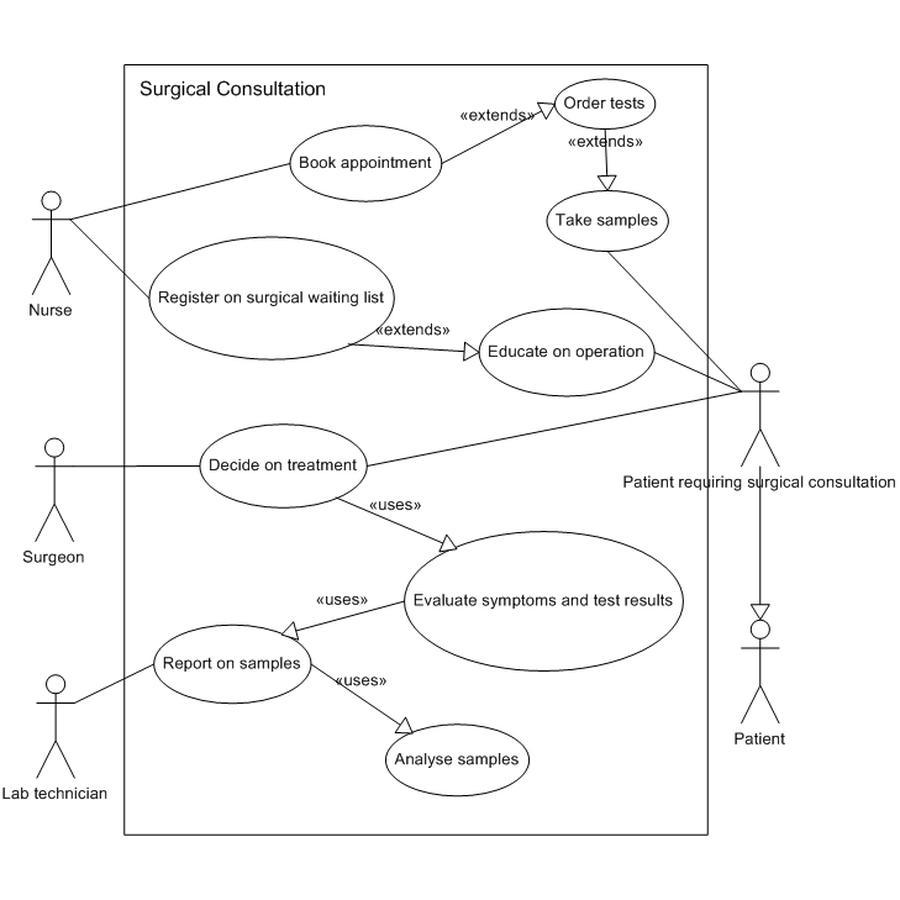 Surgical Consultation
Order tests
«extends»
«extends»
Book appointment
Take samples
Nurse
Register on surgical waiting list
«extends»
Educate on operation
Decide on treatment
Patient requiring surgical consultation
«uses»
Surgeon
«uses»
Evaluate symptoms and test results
Report on samples
«uses»
Patient
Analyse samples
Lab technician